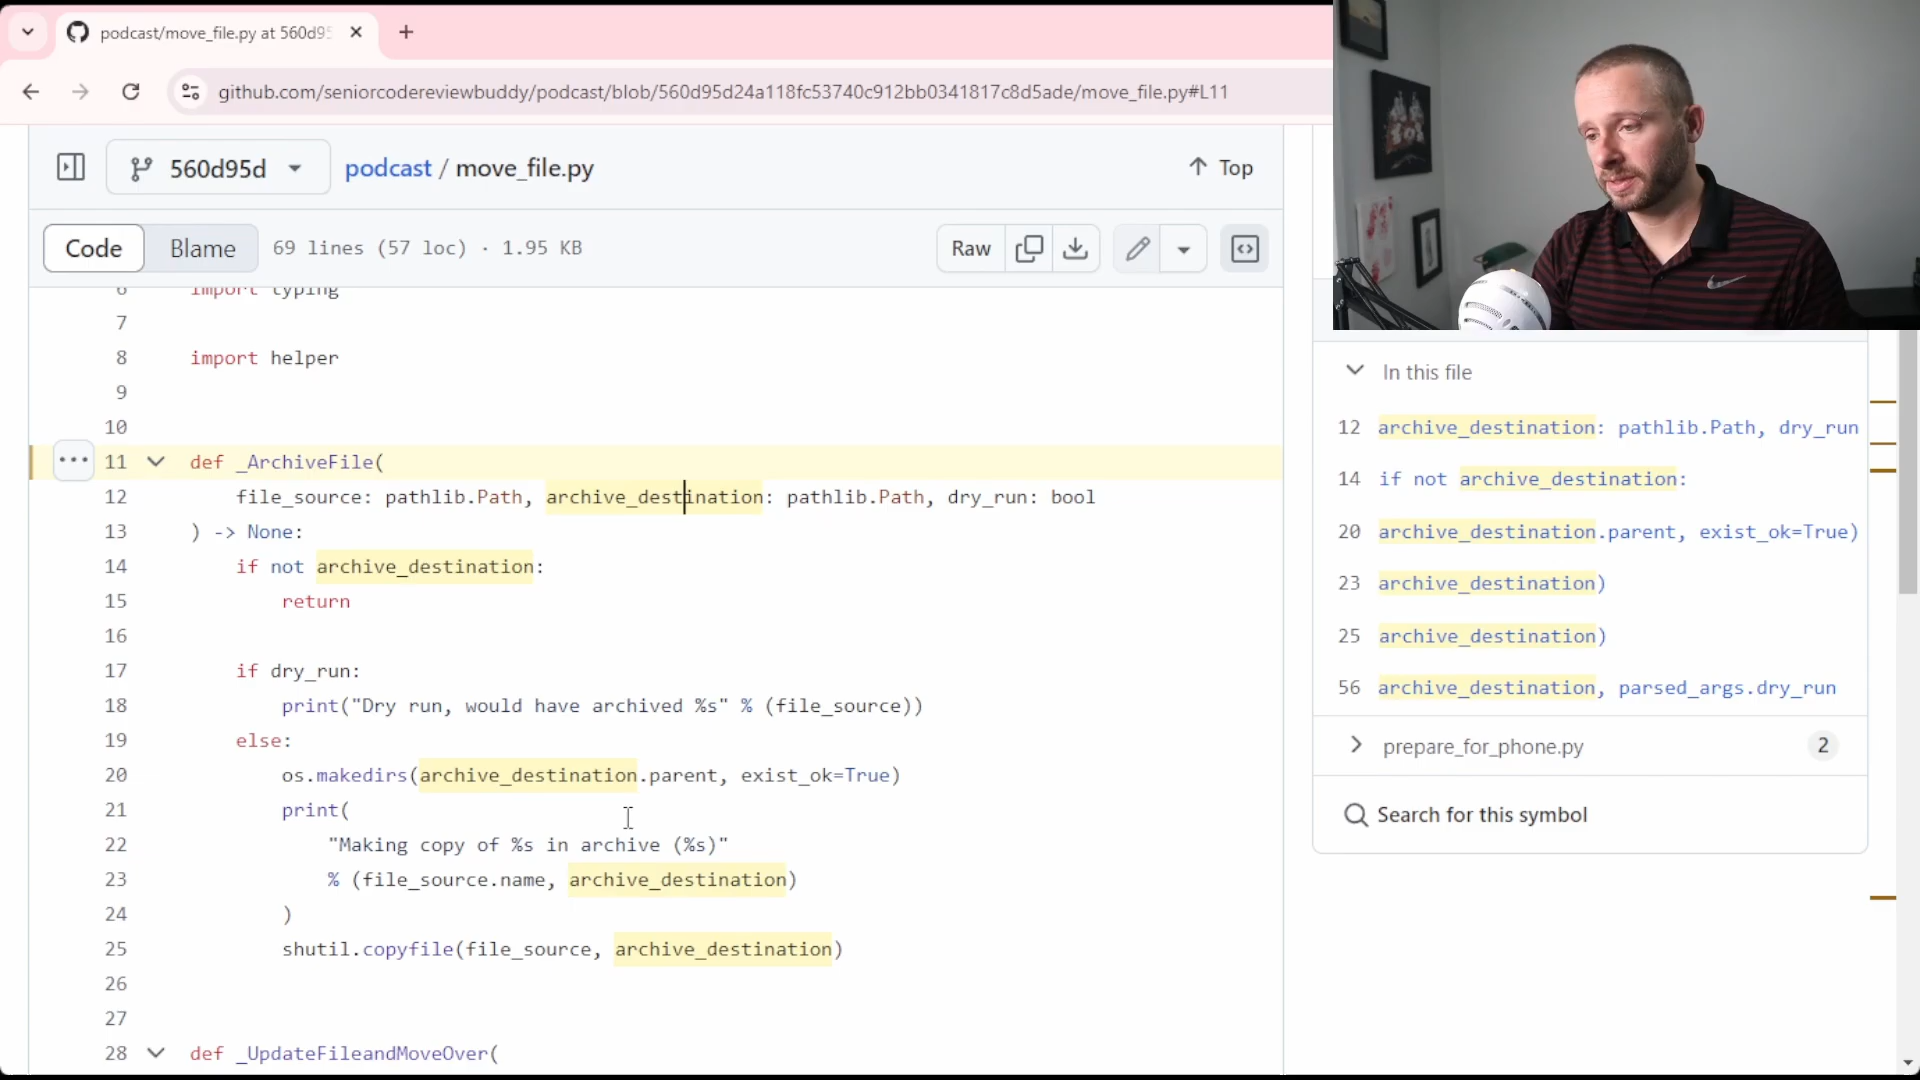 podcast/move_file.py at 560d95
github.com/seniorcodereviewbuddy/podcast/blob/560d95d24a118fc53740c912bb0341817c8d5ade/move_file.py#L11
560d95d podcast / move_file.py Top
Code Blame 69 lines (57 loc) · 1.95 KB Raw
6 import typing
7
8 import helper
9
10
11 def _ArchiveFile(
12 file_source: pathlib.Path, archive_destination: pathlib.Path, dry_run: bool
13 ) -> None:
14 if not archive_destination:
15 return
16
17 if dry_run:
18 print("Dry run, would have archived %s" % (file_source))
19 else:
20 os.makedirs(archive_destination.parent, exist_ok=True)
21 print(
22 "Making copy of %s in archive (%s)"
23 % (file_source.name, archive_destination)
24 )
25 shutil.copyfile(file_source, archive_destination)
26
27
28 def _UpdateFileandMoveOver(
In this file
12 archive_destination: pathlib.Path, dry_run
14 if not archive_destination:
20 archive_destination.parent, exist_ok=True)
23 archive_destination)
25 archive_destination)
56 archive_destination, parsed_args.dry_run
prepare_for_phone.py 2
Search for this symbol